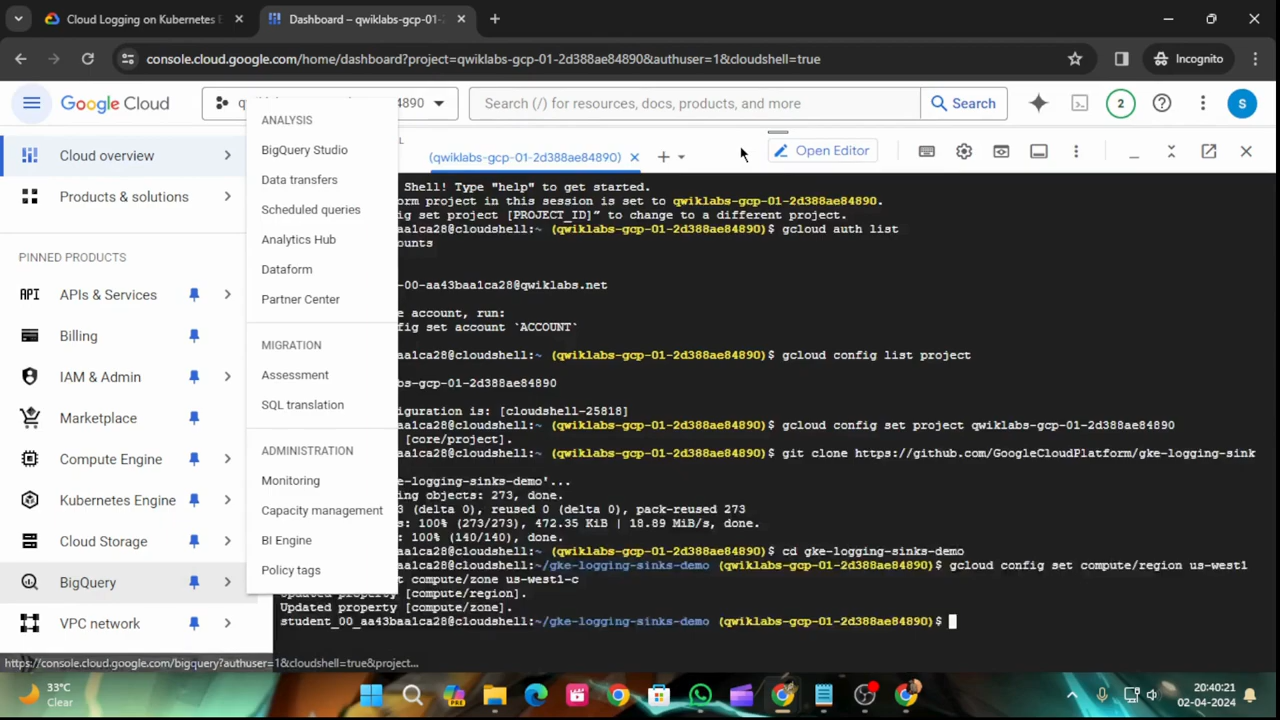 Cloud Logging on Kubernetes E
Dashboard – qwiklabs-gcp-01-
console.cloud.google.com/home/dashboard?project=qwiklabs-gcp-01-2d388ae84890&authuser=1&cloudshell=true
Incognito
Google Cloud
4890
Search (/) for resources, docs, products, and more
Search
2
S
Cloud overview
Products & solutions
PINNED PRODUCTS
API APIs & Services
Billing
IAM & Admin
Marketplace
Compute Engine
Kubernetes Engine
Cloud Storage
BigQuery
VPC network
ANALYSIS
BigQuery Studio
Data transfers
Scheduled queries
Analytics Hub
Dataform
Partner Center
MIGRATION
Assessment
SQL translation
ADMINISTRATION
Monitoring
Capacity management
BI Engine
Policy tags
(qwiklabs-gcp-01-2d388ae84890)
Open Editor
Shell! Type "help" to get started.
form project in this session is set to qwiklabs-gcp-01-2d388ae84890.
fig set project [PROJECT_ID]” to change to a different project.
aa1ca28@cloudshell:~ (qwiklabs-gcp-01-2d388ae84890)$ gcloud auth list
ounts
-00-aa43baa1ca28@qwiklabs.net
e account, run:
fig set account `ACCOUNT`
aa1ca28@cloudshell:~ (qwiklabs-gcp-01-2d388ae84890)$ gcloud config list project
abs-gcp-01-2d388ae84890
iguration is: [cloudshell-25818]
aa1ca28@cloudshell:~ (qwiklabs-gcp-01-2d388ae84890)$ gcloud config set project qwiklabs-gcp-01-2d388ae84890
[core/project].
aa1ca28@cloudshell:~ (qwiklabs-gcp-01-2d388ae84890)$ git clone https://github.com/GoogleCloudPlatform/gke-logging-sink
e-logging-sinks-demo'...
ing objects: 273, done.
3 (delta 0), reused 0 (delta 0), pack-reused 273
s: 100% (273/273), 472.35 KiB | 18.89 MiB/s, done.
: 100% (140/140), done.
aa1ca28@cloudshell:~ (qwiklabs-gcp-01-2d388ae84890)$ cd gke-logging-sinks-demo
aa1ca28@cloudshell:~/gke-logging-sinks-demo (qwiklabs-gcp-01-2d388ae84890)$ gcloud config set compute/region us-west1
t compute/zone us-west1-c
Updated property [compute/region].
Updated property [compute/zone].
student_00_aa43baa1ca28@cloudshell:~/gke-logging-sinks-demo (qwiklabs-gcp-01-2d388ae84890)$
https://console.cloud.google.com/bigquery?authuser=1&cloudshell=true&project...
33°C
Clear
PRE
20:40:21
02-04-2024